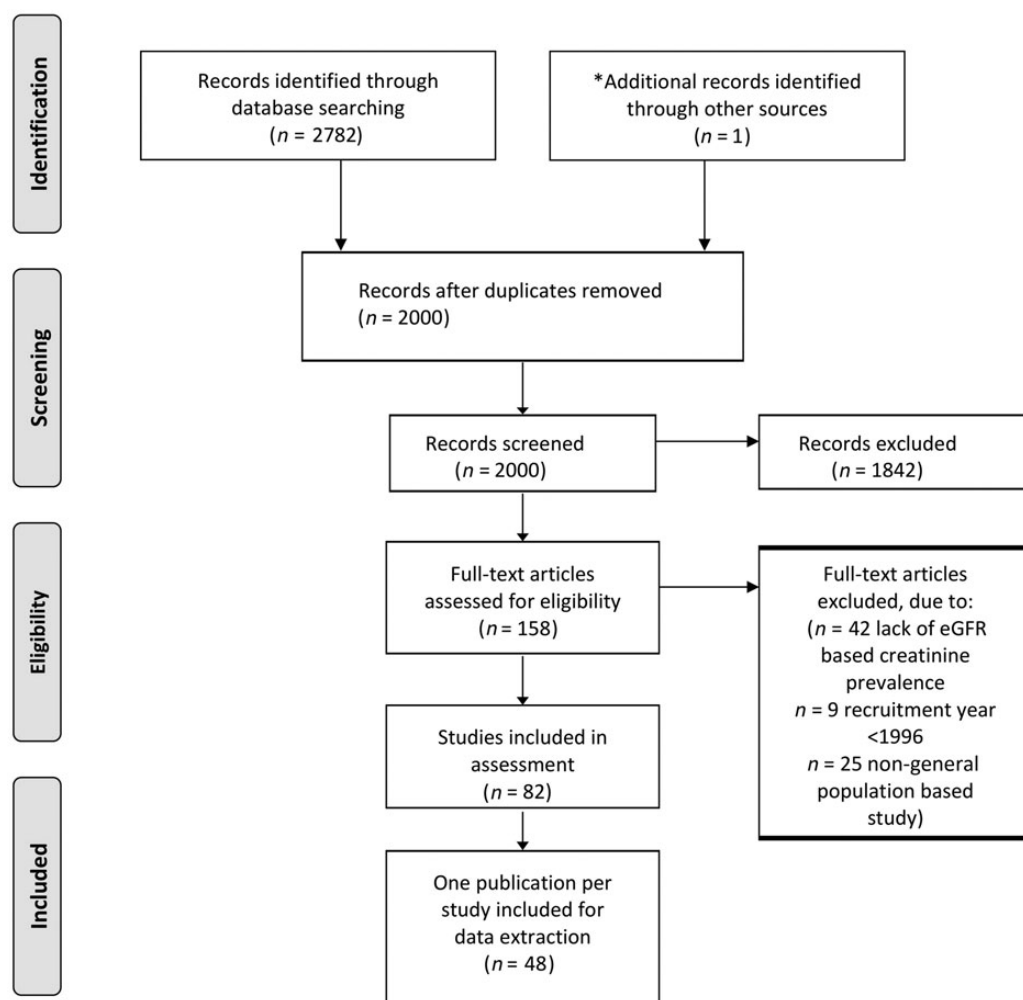 Identification
Records identified through
database searching
(n = 2782)
*Additional records identified
through other sources
(n = 1)
Screening
Records after duplicates removed
(n = 2000)
Records screened
(n = 2000)
Records excluded
(n = 1842)
Eligibility
Full-text articles
assessed for eligibility
(n = 158)
Full-text articles
excluded, due to:
(n = 42 lack of eGFR
based creatinine
prevalence
n = 9 recruitment year
<1996
n = 25 non-general
population based
study)
Studies included in
assessment
(n = 82)
Included
One publication per
study included for
data extraction
(n = 48)